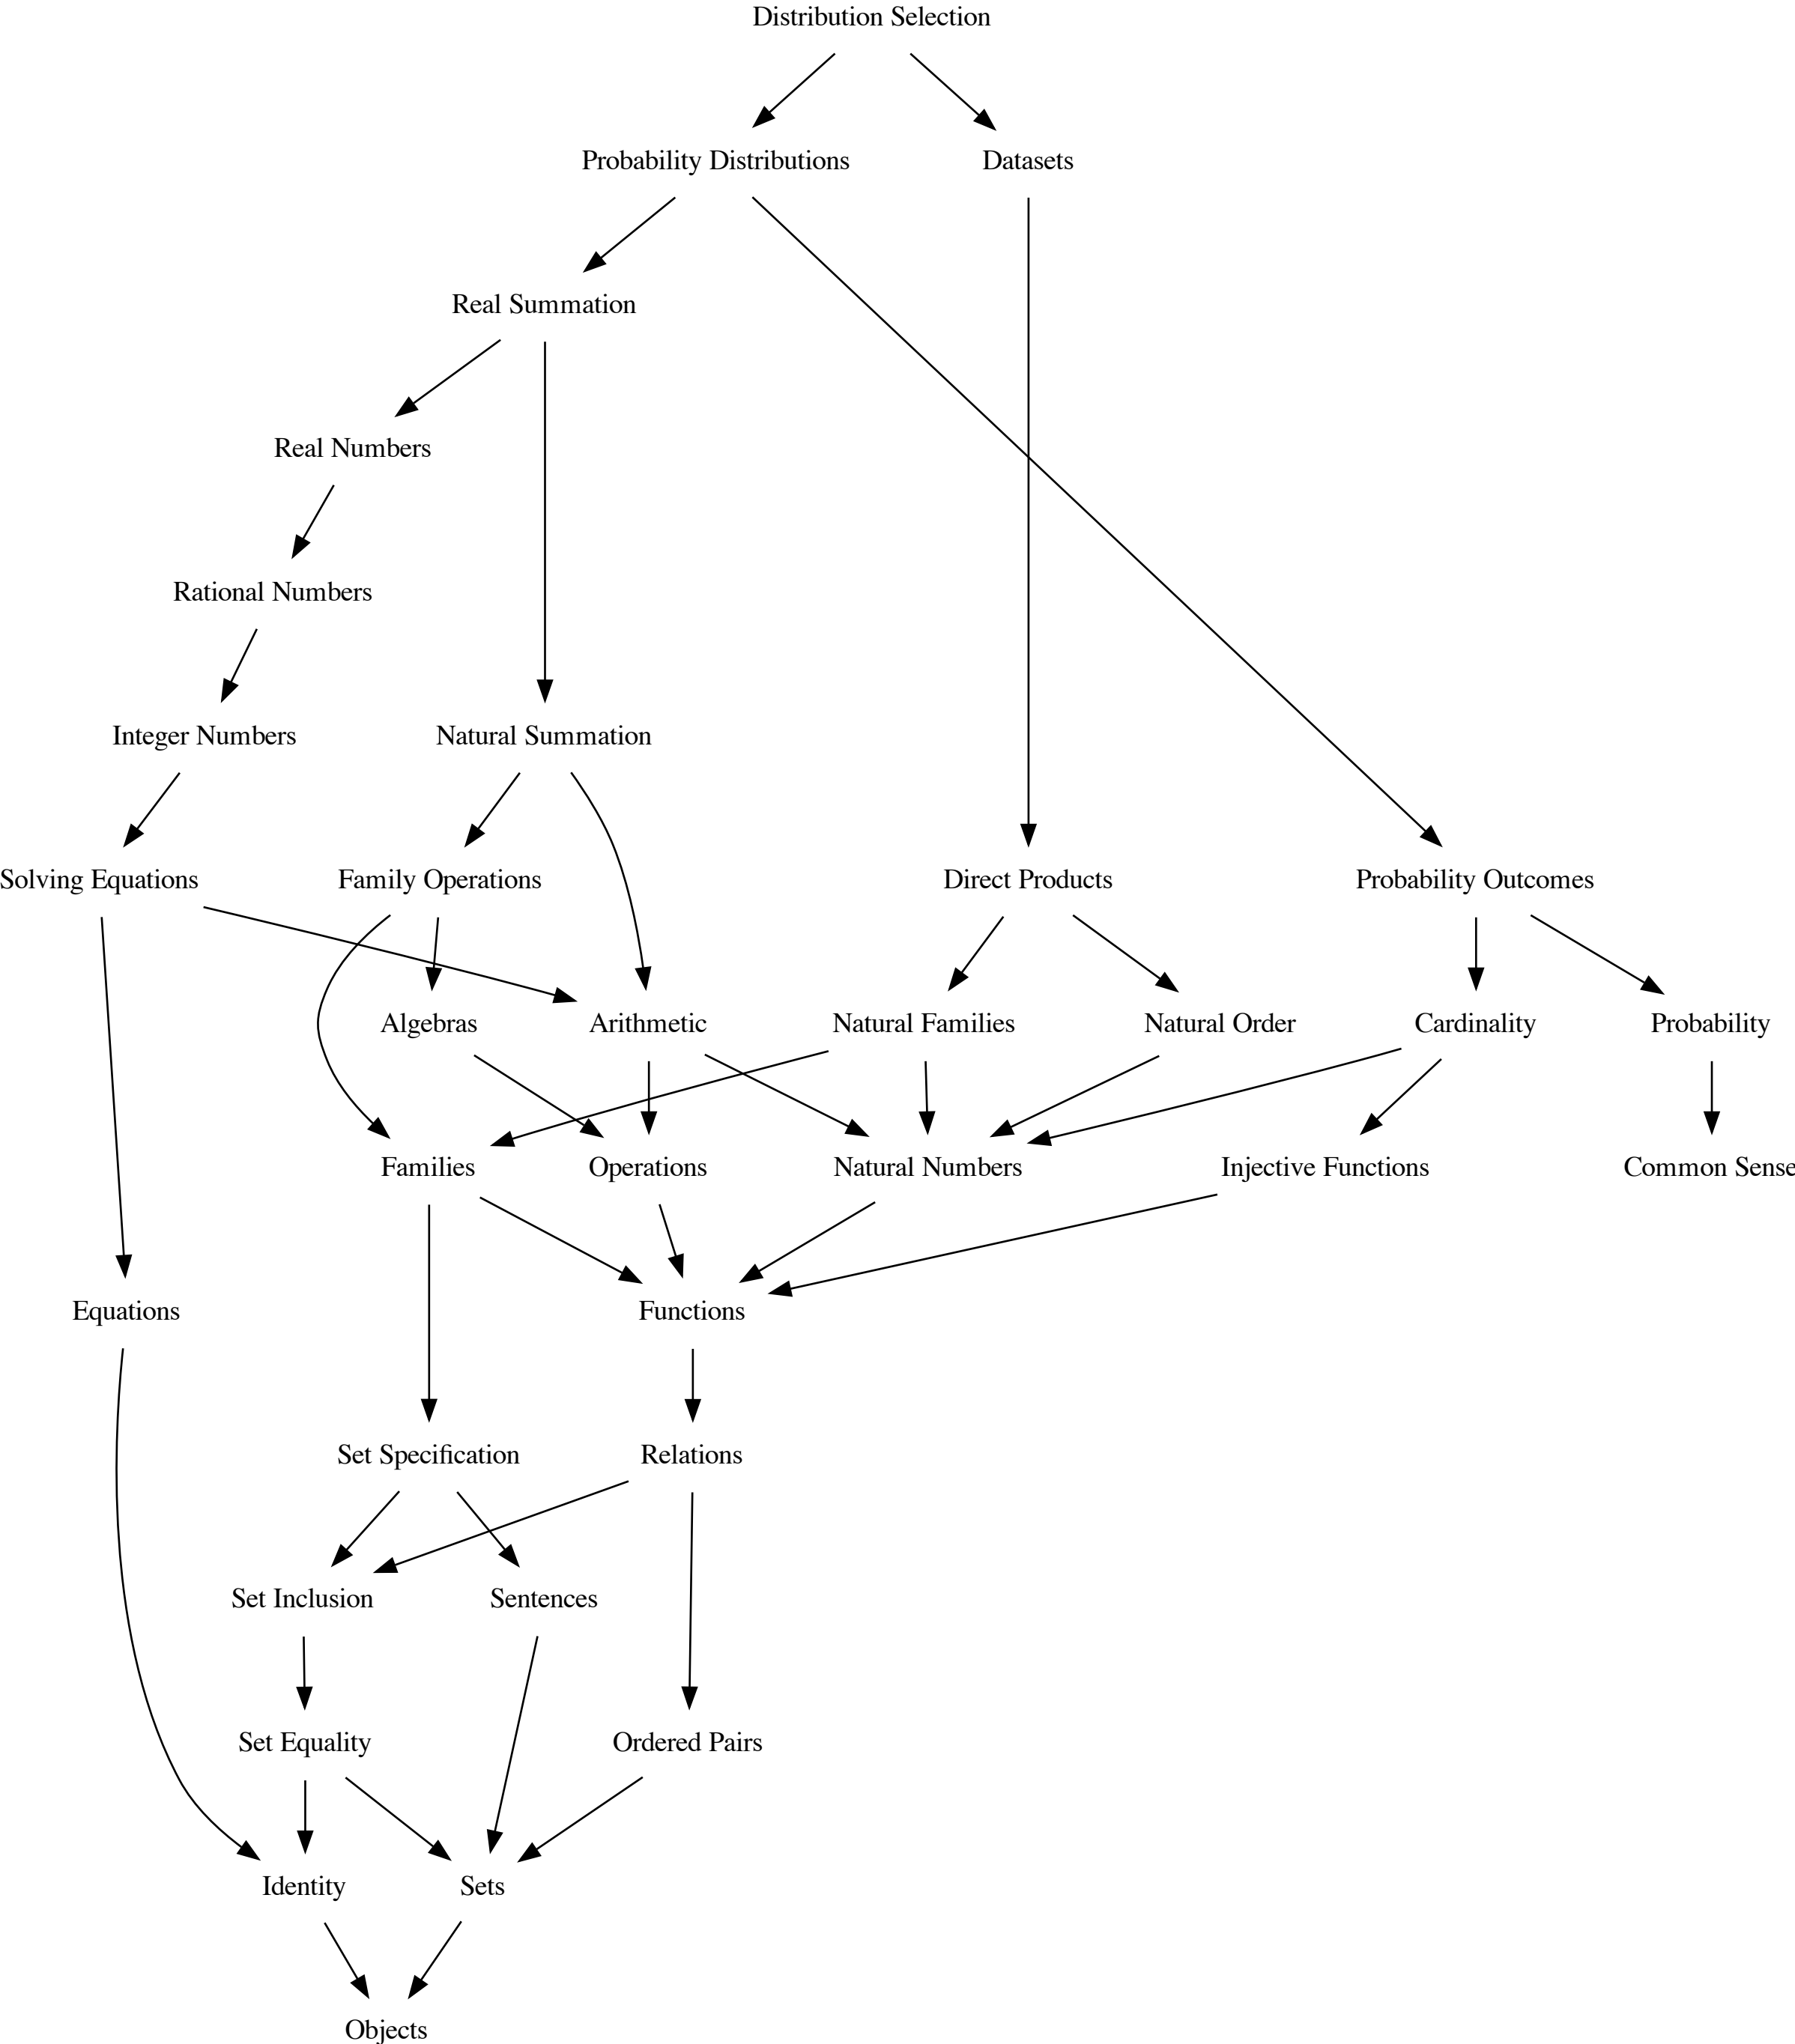 Distribution Selection
Probability Distributions
Datasets
Real Summation
Real Numbers
Rational Numbers
Integer Numbers
Natural Summation
Solving Equations
Family Operations
Direct Products
Probability Outcomes
Algebras
Arithmetic
Natural Families
Natural Order
Cardinality
Probability
Families
Operations
Natural Numbers
Injective Functions
Common Sense
Equations
Functions
Set Specification
Relations
Set Inclusion
Sentences
Set Equality
Ordered Pairs
Identity
Sets
Objects